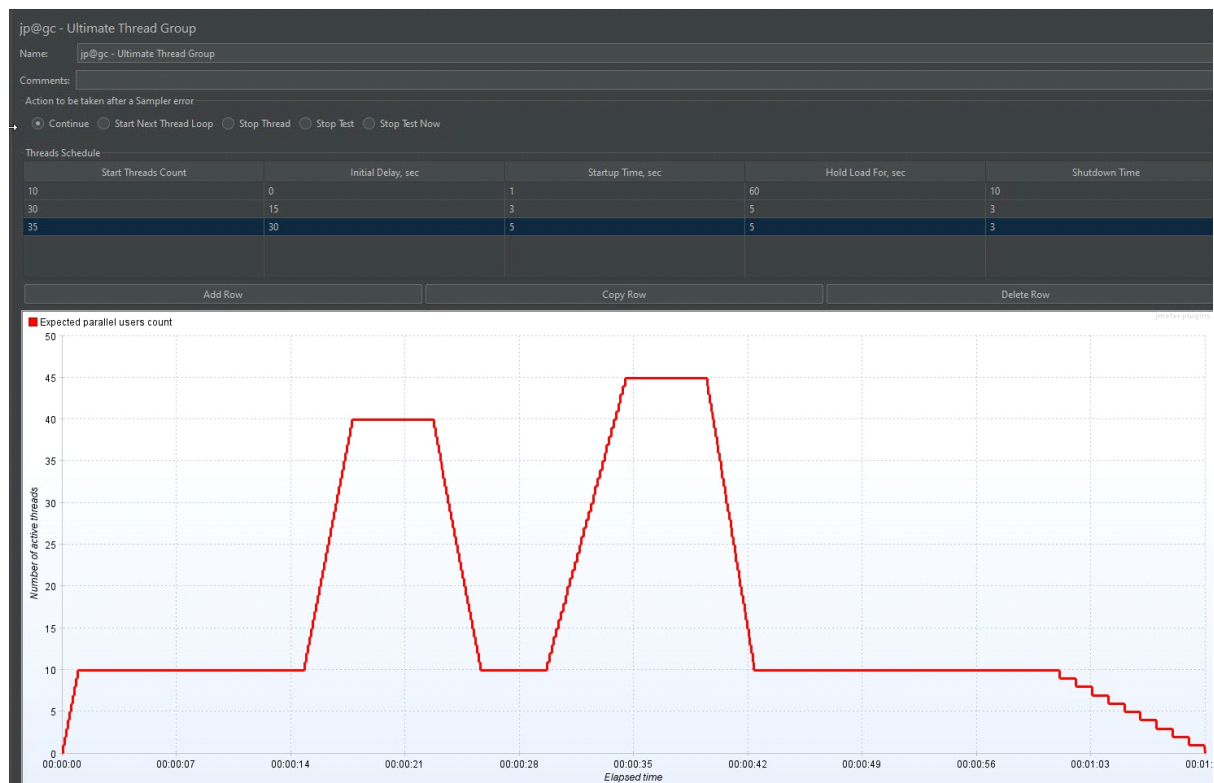 jp@gc - Ultimate Thread Group
Name: jp@gc - Ultimate Thread Group
Comments:
Action to be taken after a Sampler error
Continue Start Next Thread Loop Stop Thread Stop Test Stop Test Now
Threads Schedule
Start Threads Count Initial Delay, sec Startup Time, sec Hold Load For, sec Shutdown Time
10 0 1 60 10
30 15 3 5 3
35 30 5 5 3
Add Row Copy Row Delete Row
Expected parallel users count
jmeter-plugins.
50
45
40
35
30
25
20
15
10
5
0
Number of active threads
00:00:00 00:00:07 00:00:14 00:00:21 00:00:28 00:00:35 00:00:42 00:00:49 00:00:56 00:01:03 00:01:
Elapsed time